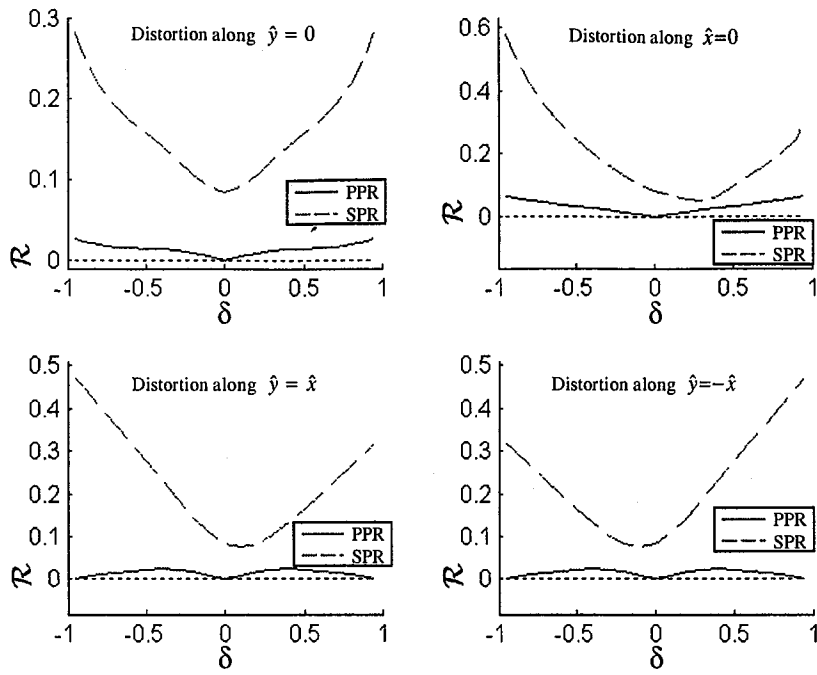 Distortion along ŷ = 0
0.3
0.2
0.1
0
ℛ
PPR
SPR
-1 -0.5 0 0.5 1
δ
Distortion along x̂=0
0.6
0.4
0.2
0
ℛ
PPR
SPR
-1 -0.5 0 0.5 1
δ
Distortion along ŷ = x̂
0.5
0.4
0.3
0.2
0.1
0
ℛ
PPR
SPR
-1 -0.5 0 0.5 1
δ
Distortion along ŷ=-x̂
0.5
0.4
0.3
0.2
0.1
0
ℛ
PPR
SPR
-1 -0.5 0 0.5 1
δ